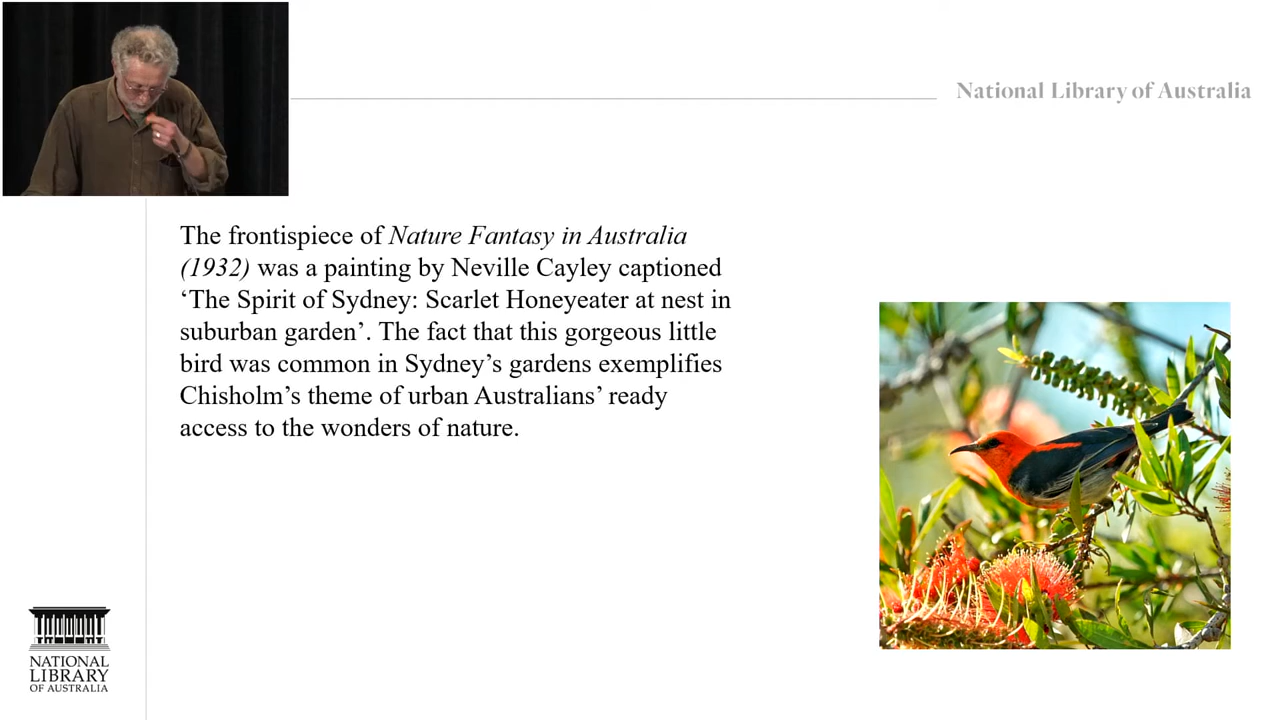 National Library of Australia
The frontispiece of Nature Fantasy in Australia
(1932) was a painting by Neville Cayley captioned
‘The Spirit of Sydney: Scarlet Honeyeater at nest in
suburban garden’. The fact that this gorgeous little
bird was common in Sydney’s gardens exemplifies
Chisholm’s theme of urban Australians’ ready
access to the wonders of nature.
NATIONAL
LIBRARY
OF AUSTRALIA